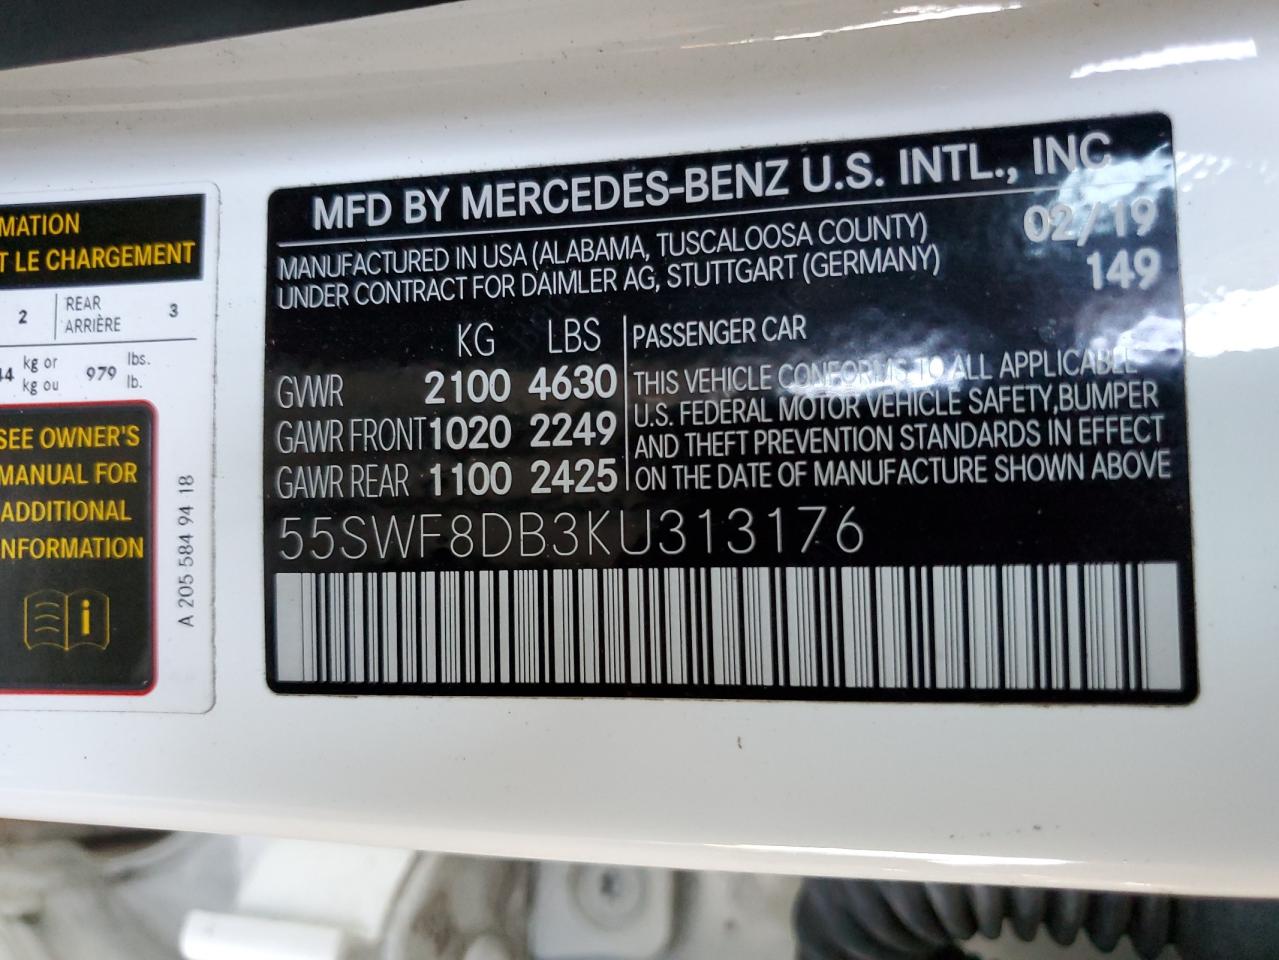 MATION
T LE CHARGEMENT
2 REAR ARRIÈRE 3
44 kg or kg ou 979 lbs. lb.
SEE OWNER'S
MANUAL FOR
ADDITIONAL
INFORMATION
i
A 205 584 94 18
MFD BY MERCEDES-BENZ U.S. INTL., INC
MANUFACTURED IN USA (ALABAMA, TUSCALOOSA COUNTY) 02/19
UNDER CONTRACT FOR DAIMLER AG, STUTTGART (GERMANY) 149
KG LBS
GVWR 2100 4630
GAWR FRONT 1020 2249
GAWR REAR 1100 2425
PASSENGER CAR
THIS VEHICLE CONFORMS TO ALL APPLICABLE
U.S. FEDERAL MOTOR VEHICLE SAFETY,BUMPER
AND THEFT PREVENTION STANDARDS IN EFFECT
ON THE DATE OF MANUFACTURE SHOWN ABOVE
55SWF8DB3KU313176